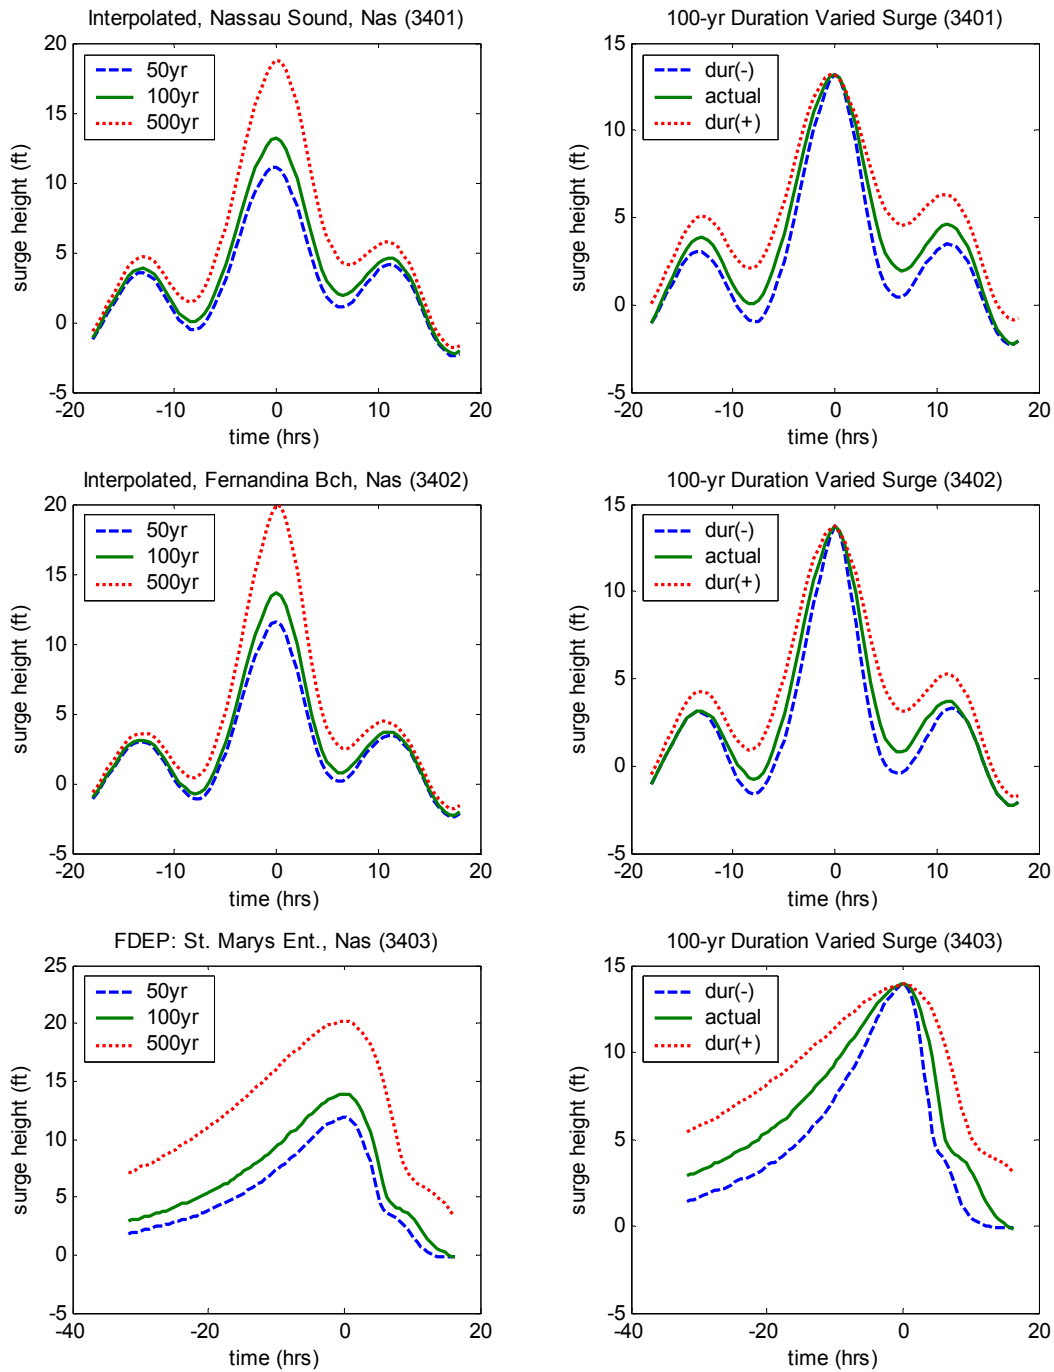 Interpolated, Nassau Sound, Nas (3401)
20
15
10
5
0
-5
surge height (ft)
50yr
100yr
500yr
-20
-10
0
10
20
time (hrs)
100-yr Duration Varied Surge (3401)
15
10
5
0
-5
surge height (ft)
dur(-)
actual
dur(+)
-20
-10
0
10
20
time (hrs)
Interpolated, Fernandina Bch, Nas (3402)
20
15
10
5
0
-5
surge height (ft)
50yr
100yr
500yr
-20
-10
0
10
20
time (hrs)
100-yr Duration Varied Surge (3402)
15
10
5
0
-5
surge height (ft)
dur(-)
actual
dur(+)
-20
-10
0
10
20
time (hrs)
FDEP: St. Marys Ent., Nas (3403)
25
20
15
10
5
0
-5
surge height (ft)
50yr
100yr
500yr
-40
-20
0
20
time (hrs)
100-yr Duration Varied Surge (3403)
15
10
5
0
-5
surge height (ft)
dur(-)
actual
dur(+)
-40
-20
0
20
time (hrs)